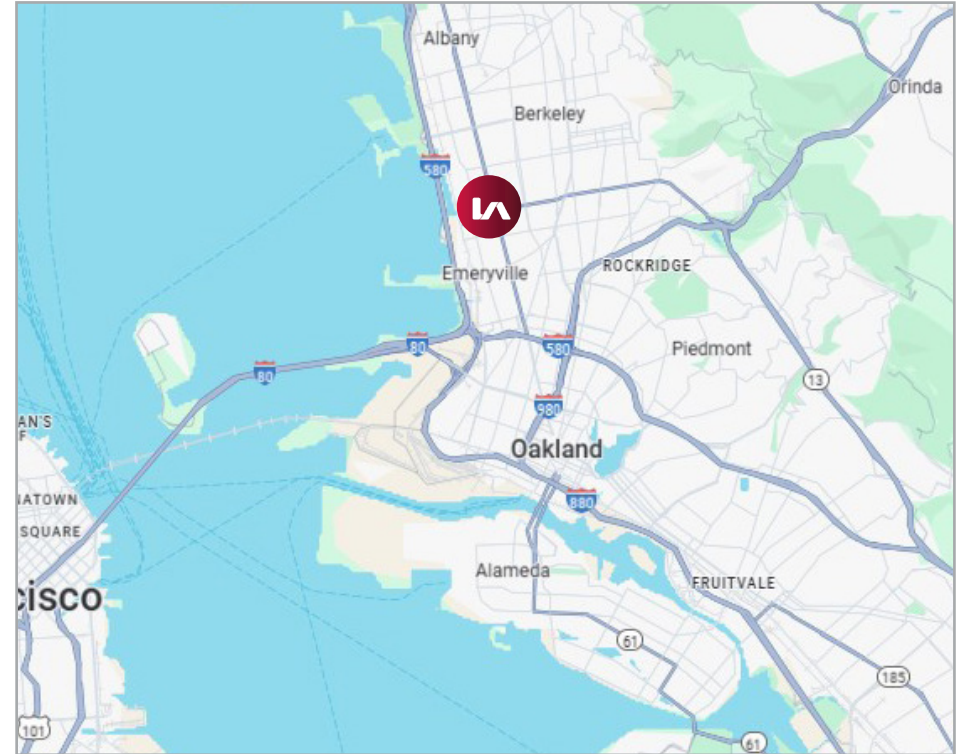 Albany
Orinda
Berkeley
580
Emeryville
ROCKRIDGE
80
580
Piedmont
80
13
980
AN'S
F
Oakland
NATOWN
880
SQUARE
Alameda
FRUITVALE
cisco
61
185
101
61